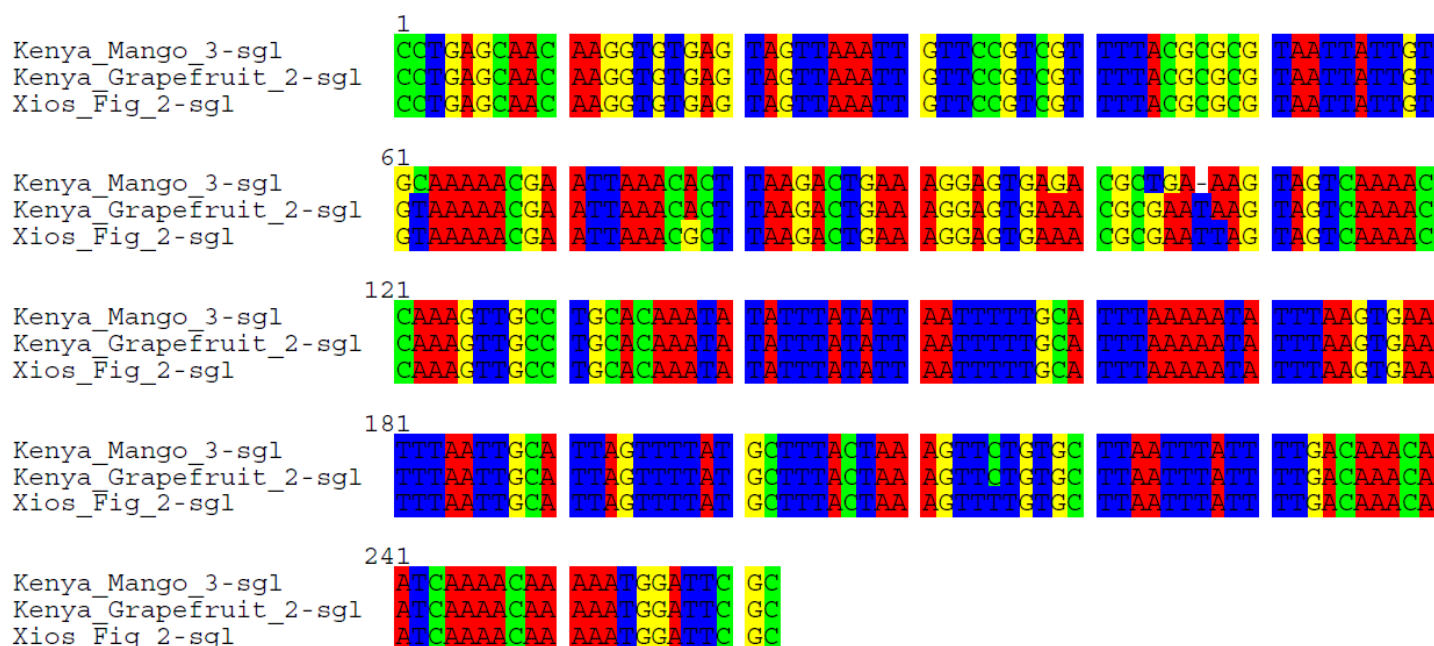 1
Kenya_Mango_3-sgl CCTGAGCAAC AAGGTGTGAG TAGTTAAATT GTTCCGTCGT TTTACGCGCG TAATTATTGT
Kenya_Grapefruit_2-sgl CCTGAGCAAC AAGGTGTGAG TAGTTAAATT GTTCCGTCGT TTTACGCGCG TAATTATTGT
Xios_Fig_2-sgl CCTGAGCAAC AAGGTGTGAG TAGTTAAATT GTTCCGTCGT TTTACGCGCG TAATTATTGT
61
Kenya_Mango_3-sgl GCAAAAACGA ATTAAACACT TAAGACTGAA AGGAGTGAGA CGCTGA-AAG TAGTCAAAAC
Kenya_Grapefruit_2-sgl GTAAAAACGA ATTAAACACT TAAGACTGAA AGGAGTGAAA CGCGAATAAG TAGTCAAAAC
Xios_Fig_2-sgl GTAAAAACGA ATTAAACGCT TAAGACTGAA AGGAGTGAAA CGCGAATTAG TAGTCAAAAC
121
Kenya_Mango_3-sgl CAAAGTTGCC TGCACAAATA TATTTATATT AATTTTTGCA TTTAAAAATA TTTAAGTGAA
Kenya_Grapefruit_2-sgl CAAAGTTGCC TGCACAAATA TATTTATATT AATTTTTGCA TTTAAAAATA TTTAAGTGAA
Xios_Fig_2-sgl CAAAGTTGCC TGCACAAATA TATTTATATT AATTTTTGCA TTTAAAAATA TTTAAGTGAA
181
Kenya_Mango_3-sgl TTTAATTGCA TTAGTTTTAT GCTTTACTAA AGTTCTGTGC TTAATTTATT TTGACAAACA
Kenya_Grapefruit_2-sgl TTTAATTGCA TTAGTTTTAT GCTTTACTAA AGTTCTGTGC TTAATTTATT TTGACAAACA
Xios_Fig_2-sgl TTTAATTGCA TTAGTTTTAT GCTTTACTAA AGTTTTGTGC TTAATTTATT TTGACAAACA
241
Kenya_Mango_3-sgl ATCAAAACAA AAATGGATTC GC
Kenya_Grapefruit_2-sgl ATCAAAACAA AAATGGATTC GC
Xios_Fig_2-sgl ATCAAAACAA AAATGGATTC GC